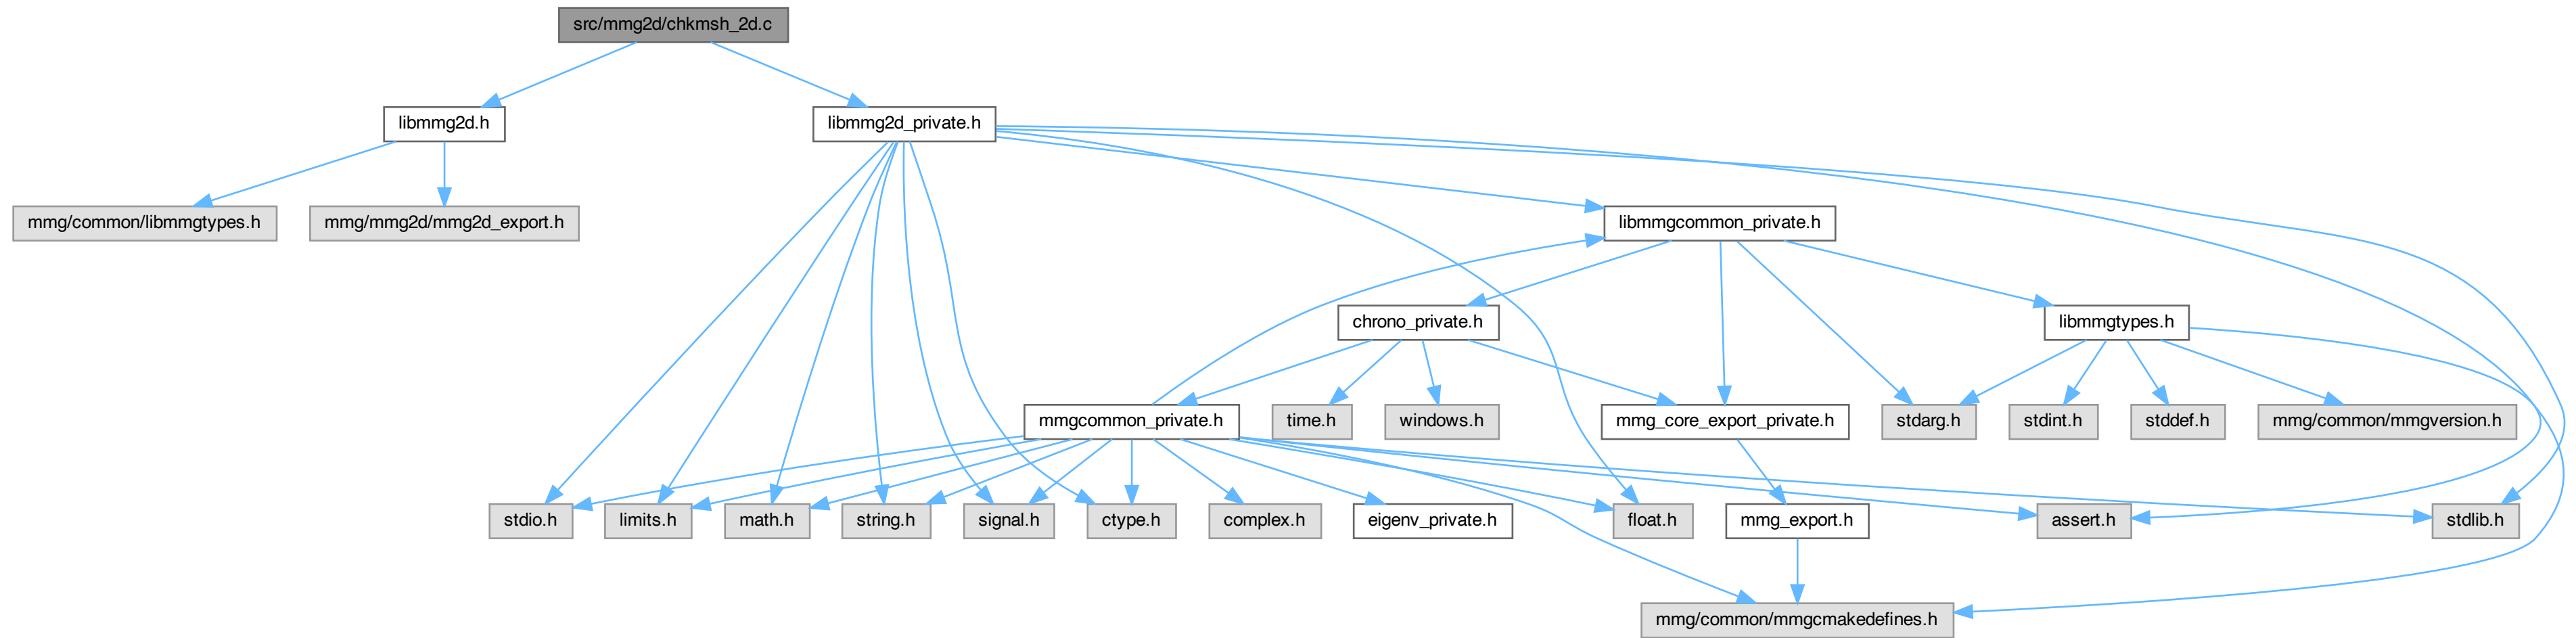 src/mmg2d/chkmsh_2d.c
libmmg2d.h
libmmg2d_private.h
mmg/common/libmmgtypes.h
mmg/mmg2d/mmg2d_export.h
libmmgcommon_private.h
chrono_private.h
libmmgtypes.h
mmgcommon_private.h
time.h
windows.h
mmg_core_export_private.h
stdarg.h
stdint.h
stddef.h
mmg/common/mmgversion.h
stdio.h
limits.h
math.h
string.h
signal.h
ctype.h
complex.h
eigenv_private.h
float.h
mmg_export.h
assert.h
stdlib.h
mmg/common/mmgcmakedefines.h